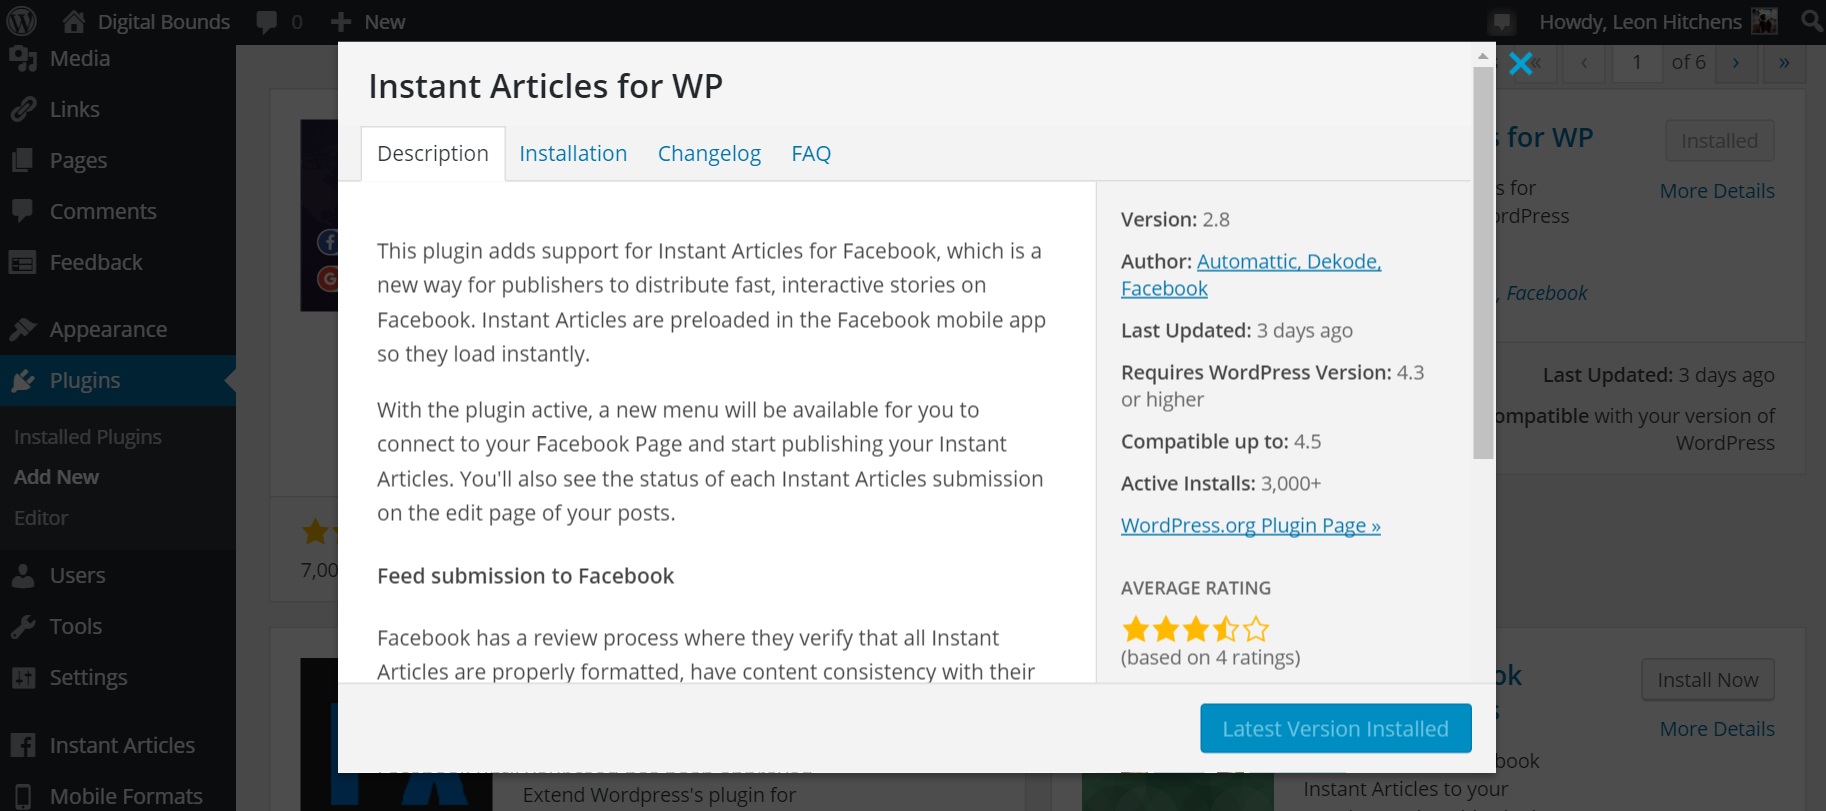 Digital Bounds 0 New Howdy, Leon Hitchens
Media
Links
Pages
Comments
Feedback
Appearance
Plugins
Installed Plugins
Add New
Editor
Users
Tools
Settings
Instant Articles
Mobile Formats
Instant Articles for WP
Description Installation Changelog FAQ
This plugin adds support for Instant Articles for Facebook, which is a
new way for publishers to distribute fast, interactive stories on
Facebook. Instant Articles are preloaded in the Facebook mobile app
so they load instantly.
With the plugin active, a new menu will be available for you to
connect to your Facebook Page and start publishing your Instant
Articles. You'll also see the status of each Instant Articles submission
on the edit page of your posts.
Feed submission to Facebook
Facebook has a review process where they verify that all Instant
Articles are properly formatted, have content consistency with their
Version: 2.8
Author: Automattic, Dekode,
Facebook
Last Updated: 3 days ago
Requires WordPress Version: 4.3
or higher
Compatible up to: 4.5
Active Installs: 3,000+
WordPress.org Plugin Page »
AVERAGE RATING
(based on 4 ratings)
Latest Version Installed
« ‹ 1 of 6 › »
s for WP
Installed
s for
More Details
ordPress
, Facebook
Last Updated: 3 days ago
ompatible with your version of
WordPress
7,00
ok
Install Now
s
More Details
book
Instant Articles to your
Extend Wordpress's plugin for